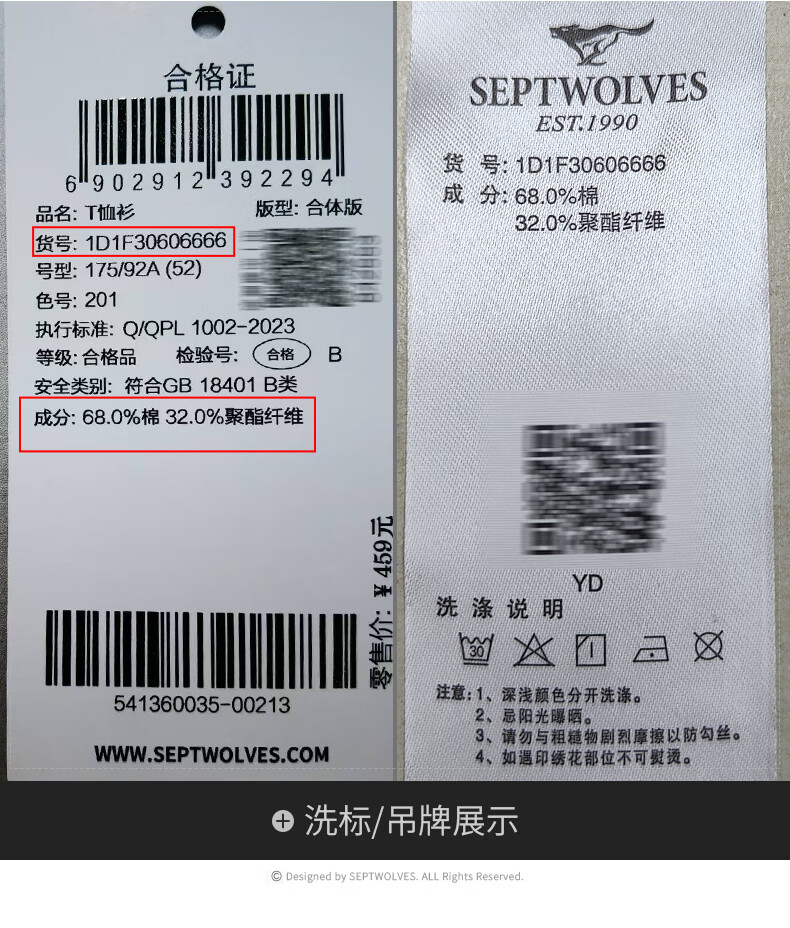 合格证
6 902912 392294
品名: T恤衫
版型: 合体版
货号: 1D1F30606666
号型: 175/92A (52)
色号: 201
执行标准: Q/QPL 1002-2023
等级: 合格品 检验号: 合格 B
安全类别: 符合GB 18401 B类
成分: 68.0%棉 32.0%聚酯纤维
零售价: ¥ 459元
541360035-00213
WWW.SEPTWOLVES.COM
SEPTWOLVES
EST.1990
货 号: 1D1F30606666
成 分: 68.0%棉
32.0%聚酯纤维
YD
洗 涤 说 明
30
注意: 1、深浅颜色分开洗涤。
2、忌阳光曝晒。
3、请勿与粗糙物剧烈摩擦以防勾丝。
4、如遇印绣花部位不可熨烫。
洗标/吊牌展示
© Designed by SEPTWOLVES. ALL Rights Reserved.